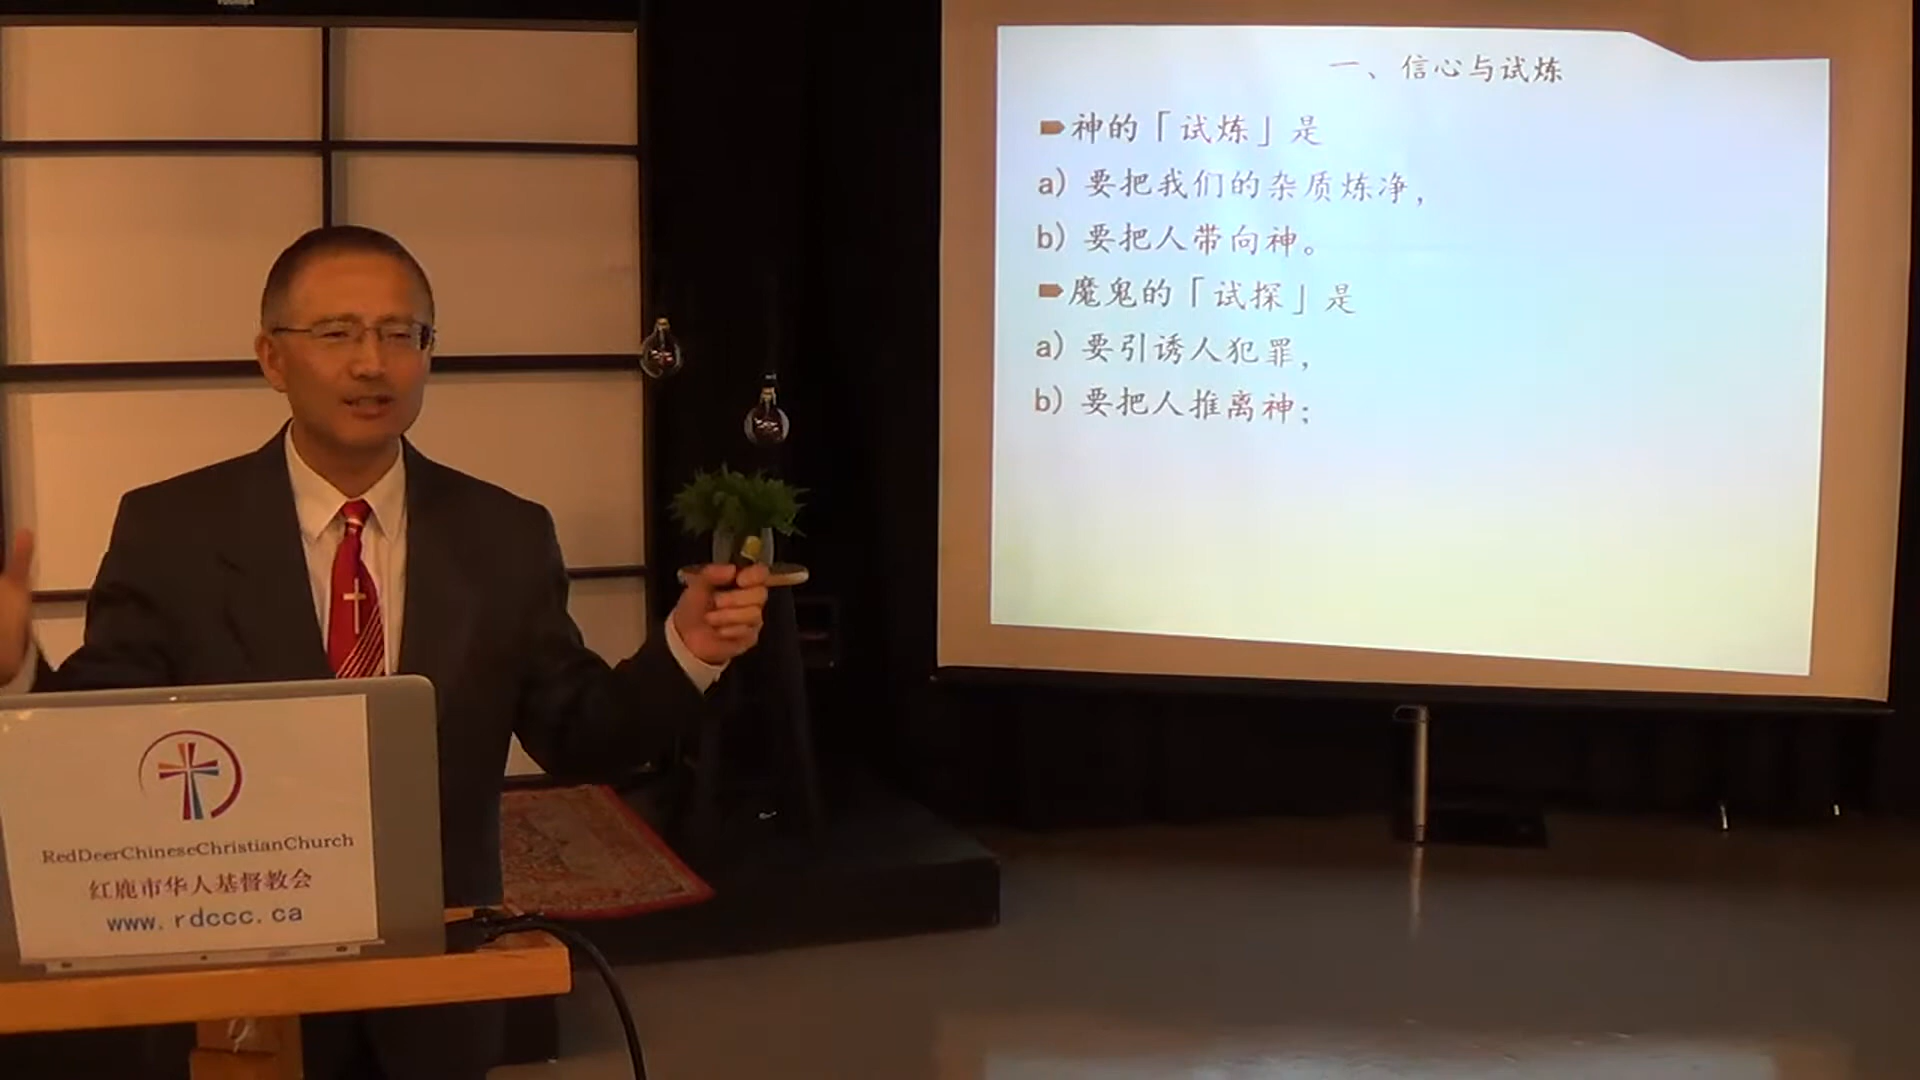 TOSHIBA
一、信心与试炼
神的「试炼」是
a) 要把我们的杂质炼净,
b) 要把人带向神。
魔鬼的「试探」是
a) 要引诱人犯罪,
b) 要把人推离神;
RedDeerChineseChristianChurch
红鹿市华人基督教会
www.rdccc.ca